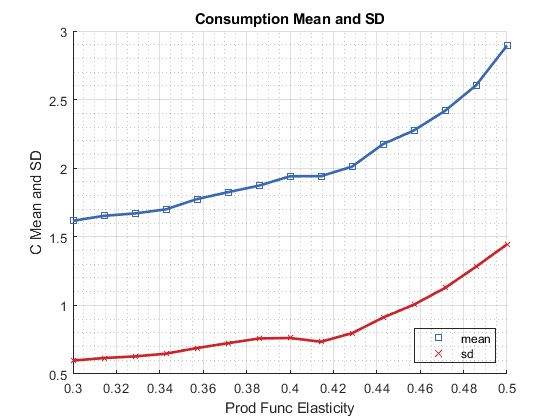 Consumption Mean and SD
C Mean and SD
3
2.5
2
1.5
1
0.5
0.3 0.32 0.34 0.36 0.38 0.4 0.42 0.44 0.46 0.48 0.5
Prod Func Elasticity
mean
sd